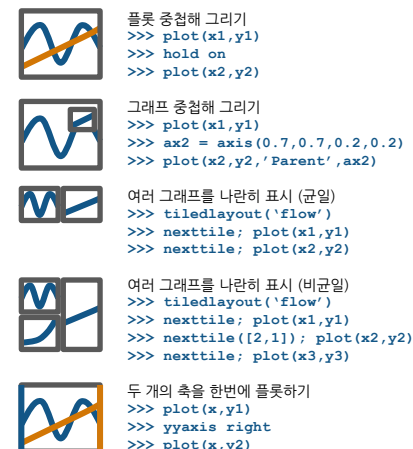 플롯 중첩해 그리기
>>> plot(x1,y1)
>>> hold on
>>> plot(x2,y2)
그래프 중첩해 그리기
>>> plot(x1,y1)
>>> ax2 = axis(0.7,0.7,0.2,0.2)
>>> plot(x2,y2,’Parent’,ax2)
여러 그래프를 나란히 표시 (균일)
>>> tiledlayout(‘flow’)
>>> nexttile; plot(x1,y1)
>>> nexttile; plot(x2,y2)
여러 그래프를 나란히 표시 (비균일)
>>> tiledlayout(‘flow’)
>>> nexttile; plot(x1,y1)
>>> nexttile([2,1]); plot(x2,y2)
>>> nexttile; plot(x3,y3)
두 개의 축을 한번에 플롯하기
>>> plot(x,y1)
>>> yyaxis right
>>> plot(x,y2)